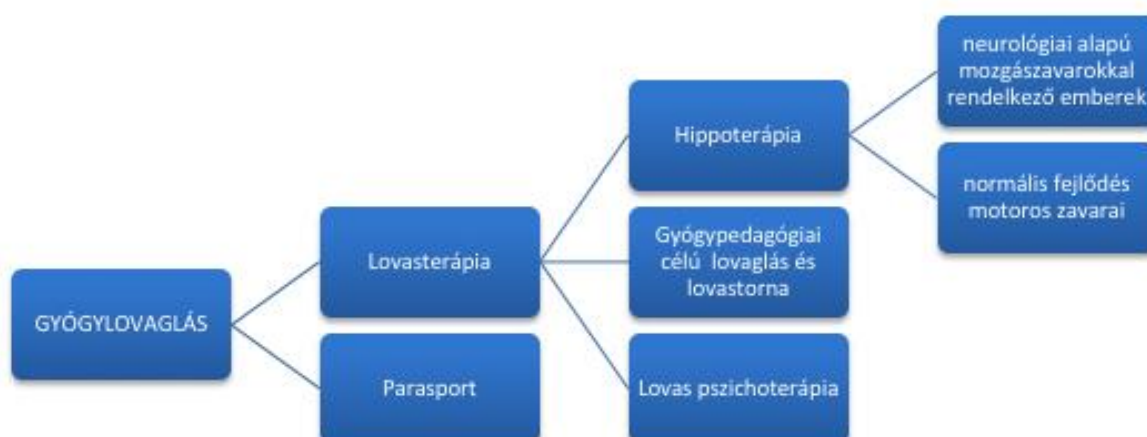 GYÓGYLOVAGLÁS
Lovasterápia
Parasport
Hippoterápia
Gyógypedagógiai
célú lovaglás és
lovastorna
Lovas pszichoterápia
neurológiai alapú
mozgászavarokkal
rendelkező emberek
normális fejlődés
motoros zavarai